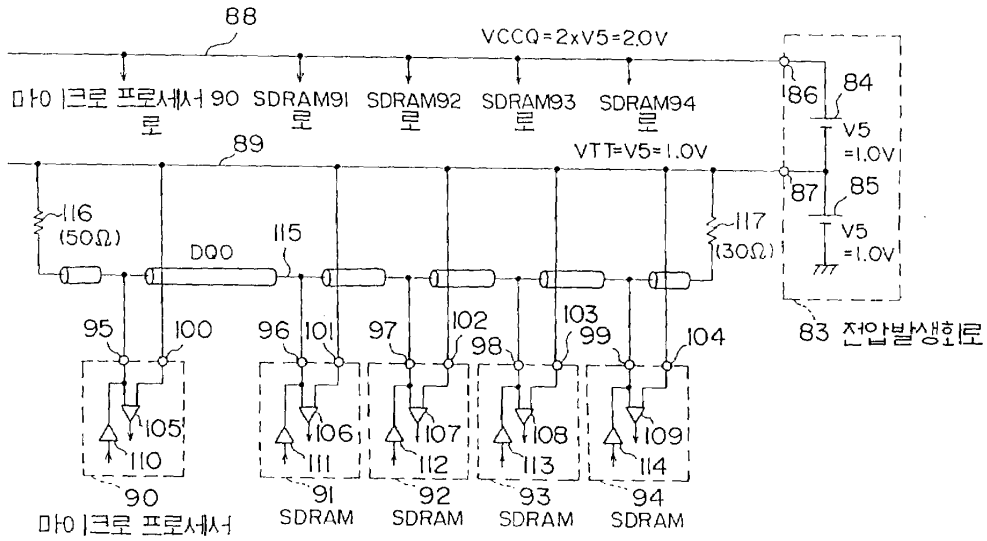 88
VCCQ=2xV5=2.0V
86
84
V5
=1.0V
마이크로 프로세서 90
로
SDRAM91
로
SDRAM92
로
SDRAM93
로
SDRAM94
로
89
VTT=V5=1.0V
87
85
V5
=1.0V
116
(50Ω)
DQ0
115
117
(30Ω)
83 전압발생회로
95
100
96
101
97
102
98
103
99
104
105
106
107
108
109
110
111
112
113
114
90
91
92
93
94
마이크로 프로세서
SDRAM
SDRAM
SDRAM
SDRAM